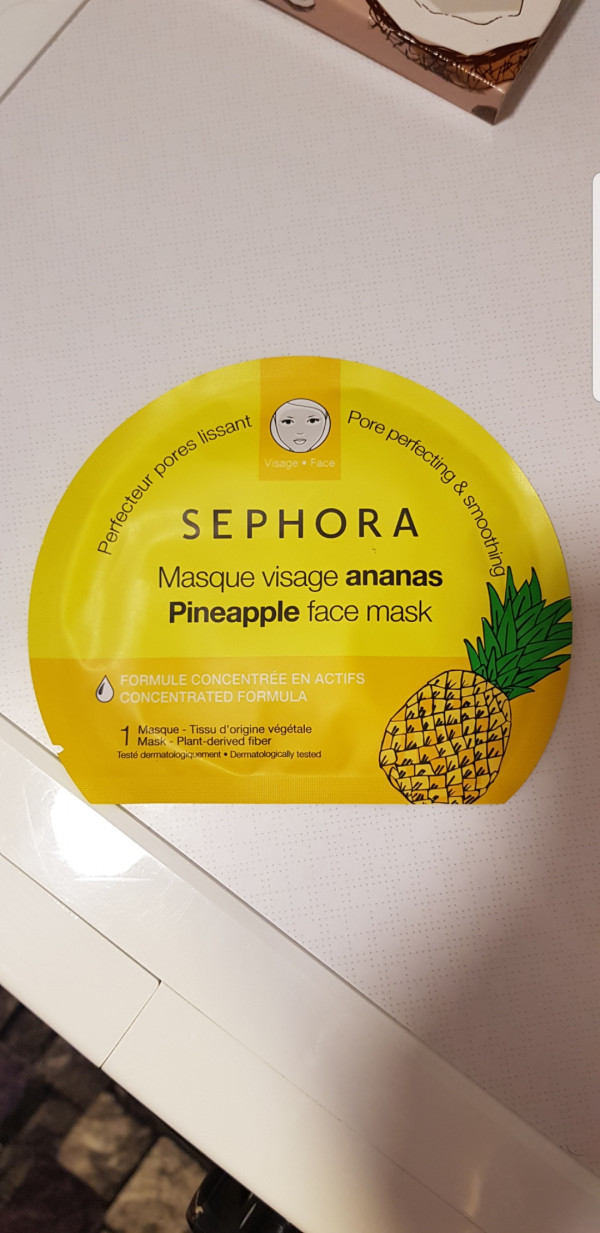 Perfecteur pores lissant
Pore perfecting & smoothing
Visage • Face
SEPHORA
Masque visage ananas
Pineapple face mask
FORMULE CONCENTRÉE EN ACTIFS
CONCENTRATED FORMULA
1 Masque - Tissu d'origine végétale
Mask - Plant-derived fiber
Testé dermatologiquement • Dermatologically tested